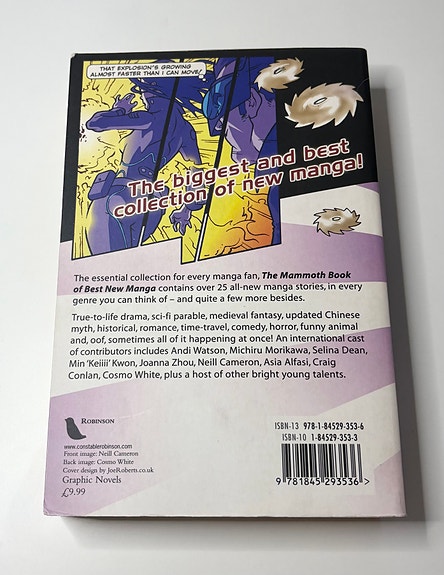 THAT EXPLOSION'S GROWING
ALMOST FASTER THAN I CAN MOVE!
The biggest and best
collection of new manga!
The essential collection for every manga fan, The Mammoth Book
of Best New Manga contains over 25 all-new manga stories, in every
genre you can think of – and quite a few more besides.
True-to-life drama, sci-fi parable, medieval fantasy, updated Chinese
myth, historical, romance, time-travel, comedy, horror, funny animal
and, oof, sometimes all of it happening at once! An international cast
of contributors includes Andi Watson, Michiru Morikawa, Selina Dean,
Min 'Keiiii' Kwon, Joanna Zhou, Neill Cameron, Asia Alfasi, Craig
Conlan, Cosmo White, plus a host of other bright young talents.
ROBINSON
www.constablerobinson.com
Front image: Neill Cameron
Back image: Cosmo White
Cover design by JoeRoberts.co.uk
Graphic Novels
£9.99
ISBN-13 978-1-84529-353-6
ISBN-10 1-84529-353-3
9 781845 293536 >